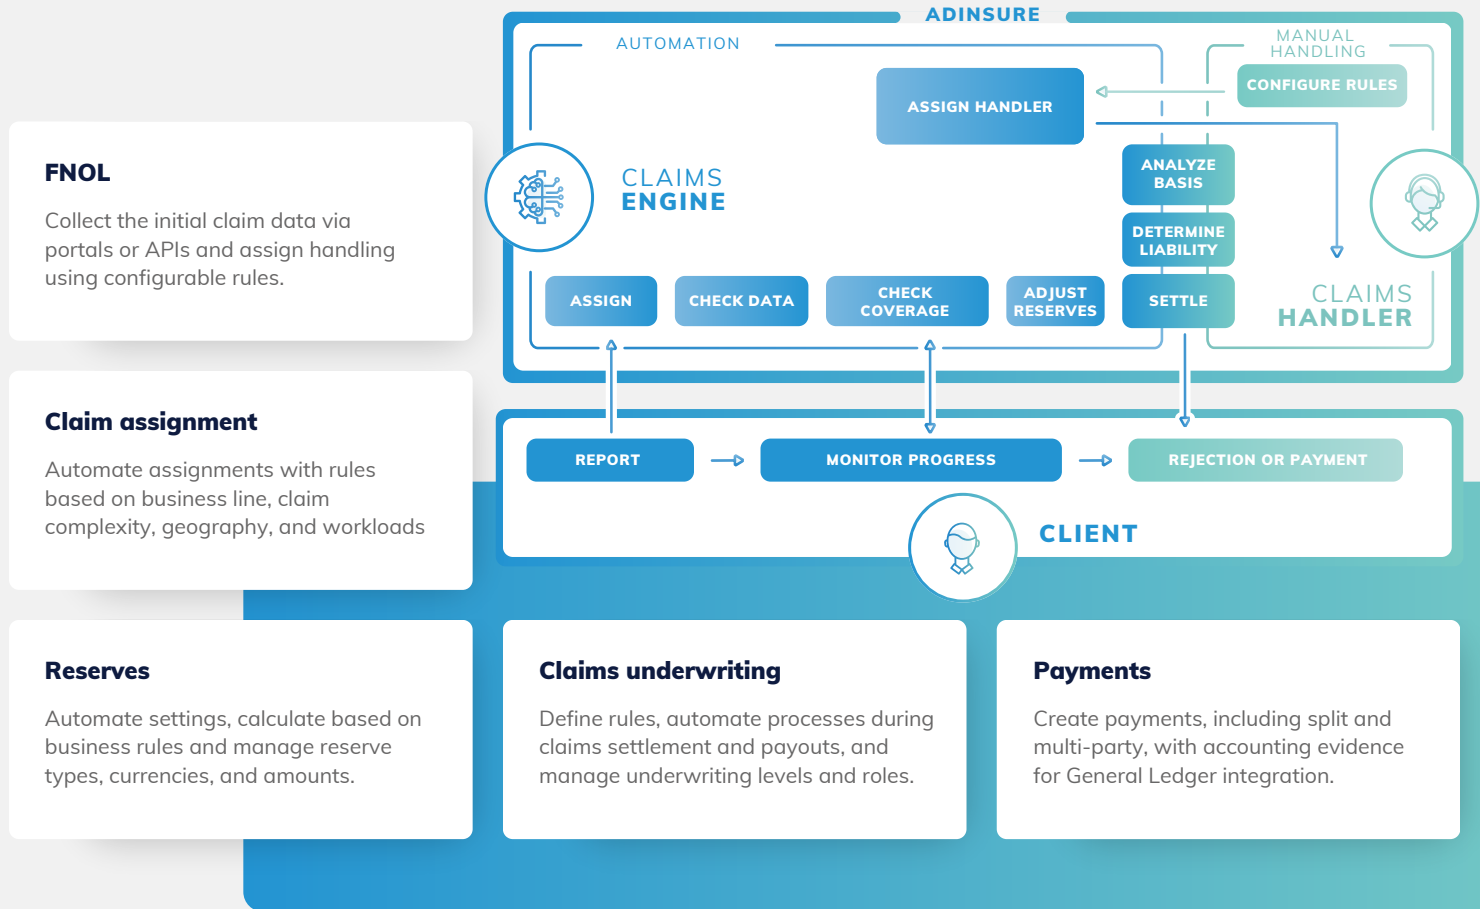 ADINSURE
AUTOMATION
MANUAL
HANDLING
ASSIGN HANDLER
CONFIGURE RULES
CLAIMS
ENGINE
ANALYZE
BASIS
DETERMINE
LIABILITY
ASSIGN
CHECK DATA
CHECK
COVERAGE
ADJUST
RESERVES
SETTLE
CLAIMS
HANDLER
REPORT
MONITOR PROGRESS
REJECTION OR PAYMENT
CLIENT
FNOL
Collect the initial claim data via
portals or APIs and assign handling
using configurable rules.
Claim assignment
Automate assignments with rules
based on business line, claim
complexity, geography, and workloads
Reserves
Automate settings, calculate based on
business rules and manage reserve
types, currencies, and amounts.
Claims underwriting
Define rules, automate processes during
claims settlement and payouts, and
manage underwriting levels and roles.
Payments
Create payments, including split and
multi-party, with accounting evidence
for General Ledger integration.